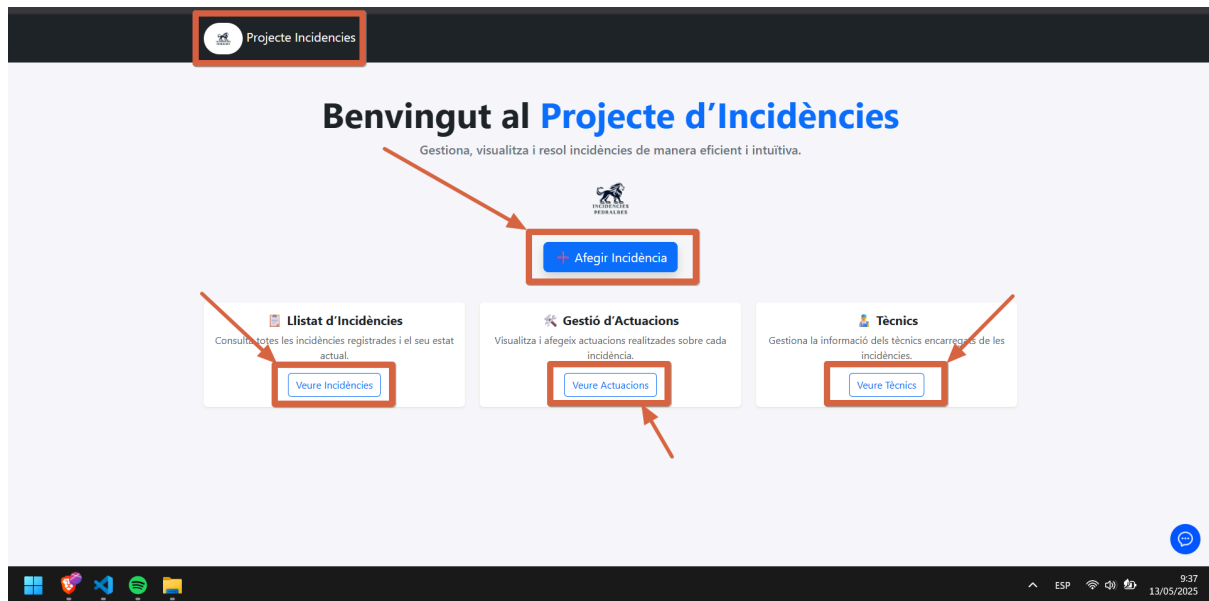 Projecte Incidencies
Benvingut al Projecte d’Incidències
Gestiona, visualitza i resol incidències de manera eficient i intuïtiva.
INCIDENCIES
PEDRALBES
Afegir Incidència
Llistat d’Incidències
Consulta totes les incidències registrades i el seu estat
actual.
Veure Incidències
Gestió d’Actuacions
Visualitza i afegeix actuacions realitzades sobre cada
incidència.
Veure Actuacions
Tècnics
Gestiona la informació dels tècnics encarregats de les
incidències.
Veure Tècnics
ESP
9:37
13/05/2025